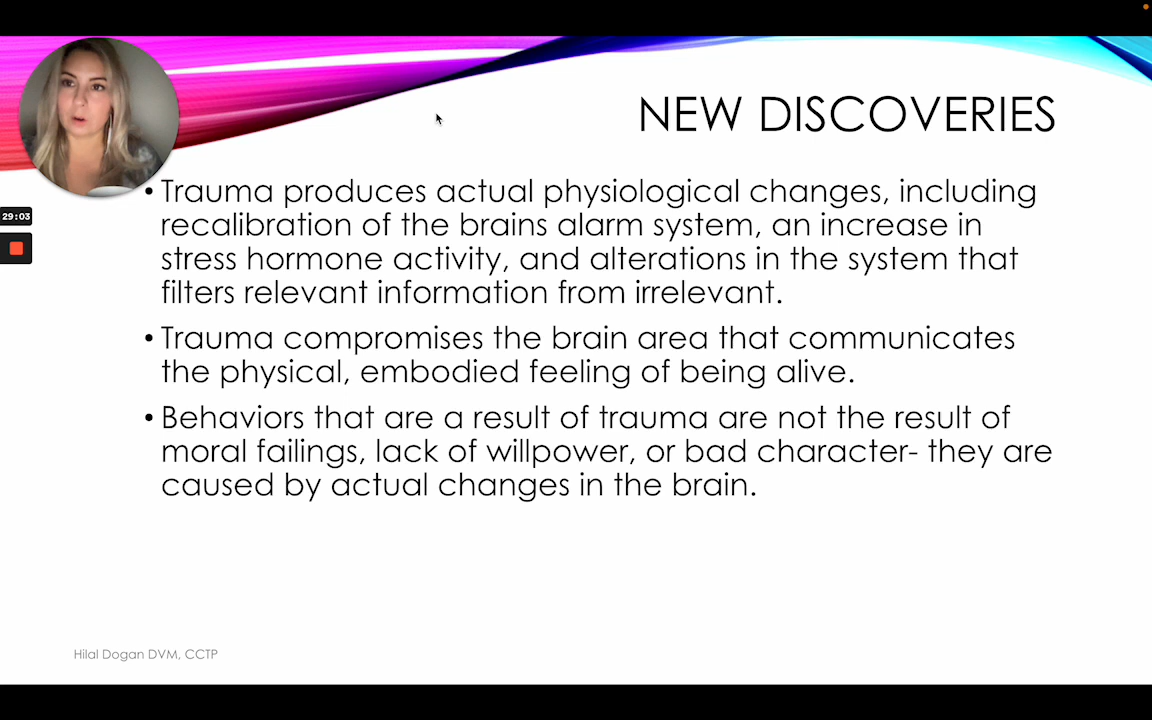 NEW DISCOVERIES
• Trauma produces actual physiological changes, including
recalibration of the brains alarm system, an increase in
stress hormone activity, and alterations in the system that
filters relevant information from irrelevant.
• Trauma compromises the brain area that communicates
the physical, embodied feeling of being alive.
• Behaviors that are a result of trauma are not the result of
moral failings, lack of willpower, or bad character- they are
caused by actual changes in the brain.
29:03
Hilal Dogan DVM, CCTP